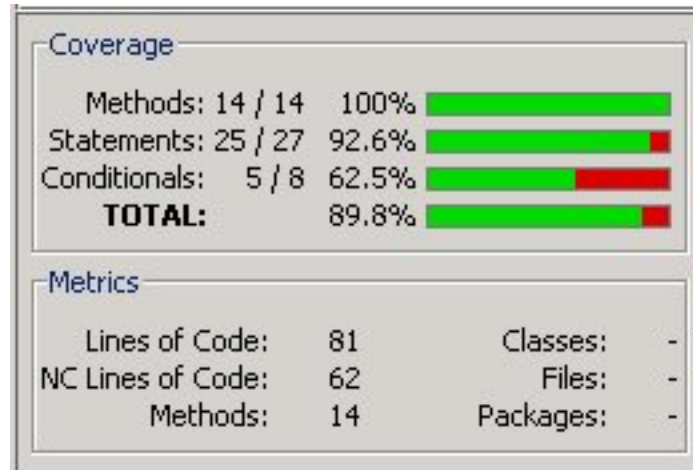 Coverage
Methods: 14 / 14 100%
Statements: 25 / 27 92.6%
Conditionals: 5 / 8 62.5%
TOTAL: 89.8%
Metrics
Lines of Code: 81 Classes: -
NC Lines of Code: 62 Files: -
Methods: 14 Packages: -